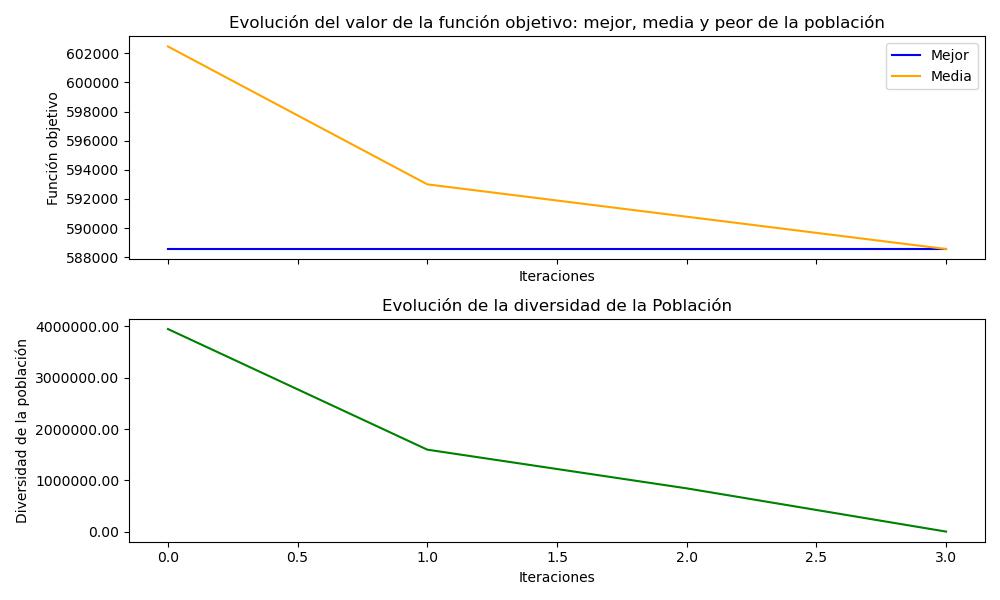 Evolución del valor de la función objetivo: mejor, media y peor de la población
602000
600000
598000
596000
594000
592000
590000
588000
Función objetivo
Mejor
Media
Iteraciones
Evolución de la diversidad de la Población
4000000.00
3000000.00
2000000.00
1000000.00
0.00
Diversidad de la población
0.0 0.5 1.0 1.5 2.0 2.5 3.0
Iteraciones